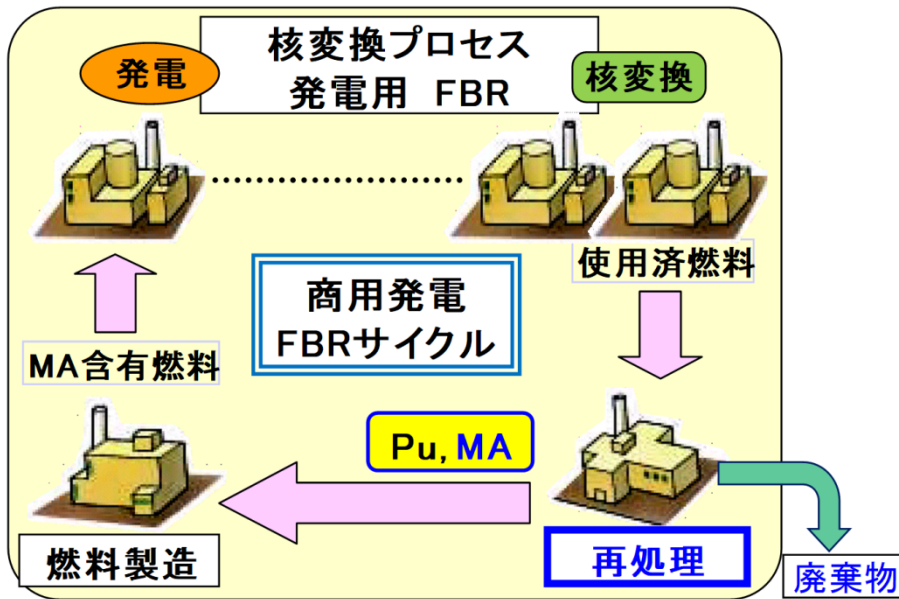 核変換プロセス
発電用 FBR
発電
核変換
使用済燃料
商用発電
FBRサイクル
MA含有燃料
Pu, MA
燃料製造
再処理
廃棄物